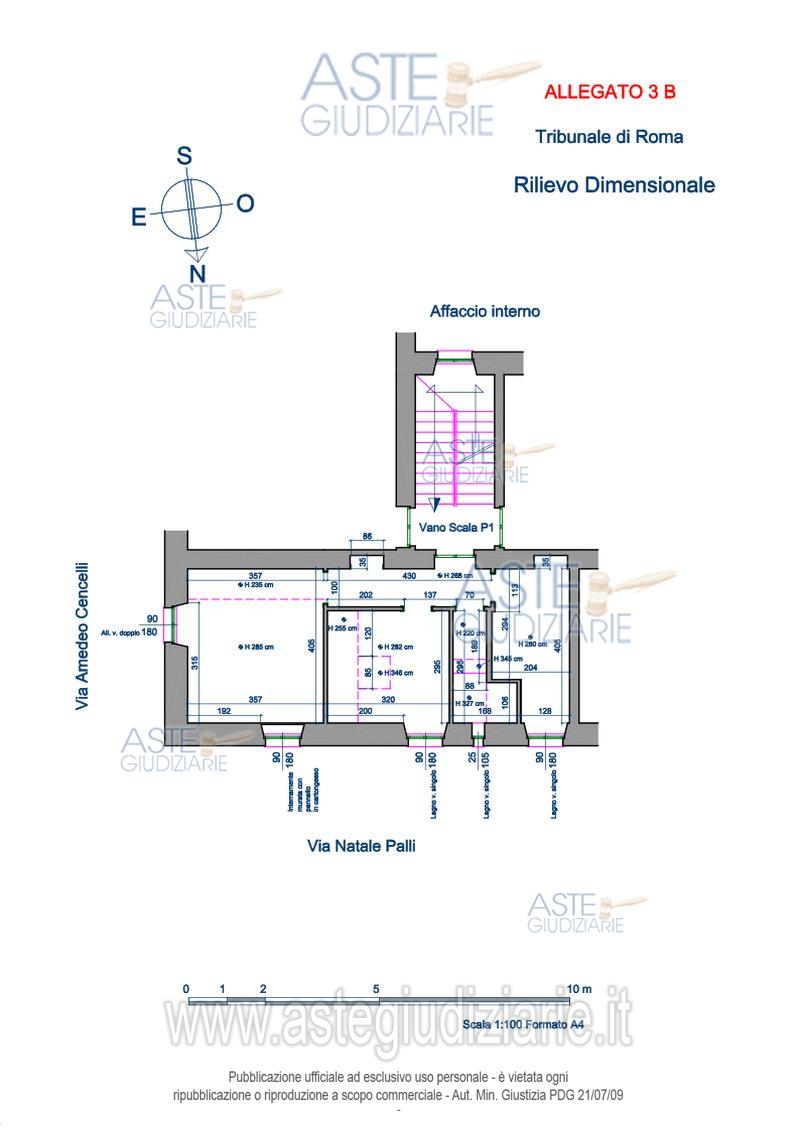 ASTE
GIUDIZIARIE
ALLEGATO 3 B
Tribunale di Roma
Rilievo Dimensionale
S
E O
N
ASTE
GIUDIZIARIE
Affaccio interno
ASTE
GIUDIZIARIE
Vano Scala P1
86
35
35
357
430
H 268 cm
H 235 cm
100
113
202
137
70
ASTE
GIUDIZIARIE
Via Amedeo Cencelli
90
All. v. doppio 180
315
H 285 cm
405
H 255 cm
120
H 282 cm
85
H 346 cm
295
H 220 cm
189
295
H 345 cm
294
H 280 cm
405
204
357
320
88
H 327 cm
106
192
200
168
128
ASTE
GIUDIZIARIE
90
180
Internamente
murata con
pannello
in cartongesso
90
180
Legno v. singolo
25
105
Legno v. singolo
90
180
Legno v. singolo
Via Natale Palli
ASTE
GIUDIZIARIE
0 1 2 5 10 m
www.astegiudiziarie.it
Scala 1:100 Formato A4
Pubblicazione ufficiale ad esclusivo uso personale - è vietata ogni
ripubblicazione o riproduzione a scopo commerciale - Aut. Min. Giustizia PDG 21/07/09
-